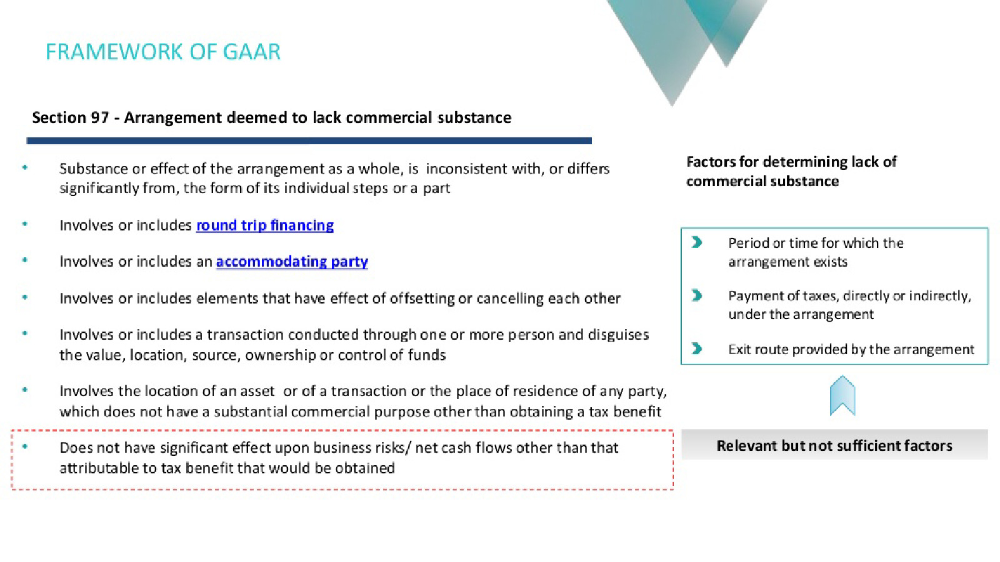 FRAMEWORK OF GAAR
Section 97 - Arrangement deemed to lack commercial substance
• Substance or effect of the arrangement as a whole, is inconsistent with, or differs
significantly from, the form of its individual steps or a part
• Involves or includes round trip financing
• Involves or includes an accommodating party
• Involves or includes elements that have effect of offsetting or cancelling each other
• Involves or includes a transaction conducted through one or more person and disguises
the value, location, source, ownership or control of funds
• Involves the location of an asset or of a transaction or the place of residence of any party,
which does not have a substantial commercial purpose other than obtaining a tax benefit
• Does not have significant effect upon business risks/ net cash flows other than that
attributable to tax benefit that would be obtained
Factors for determining lack of
commercial substance
Period or time for which the
arrangement exists
Payment of taxes, directly or indirectly,
under the arrangement
Exit route provided by the arrangement
Relevant but not sufficient factors